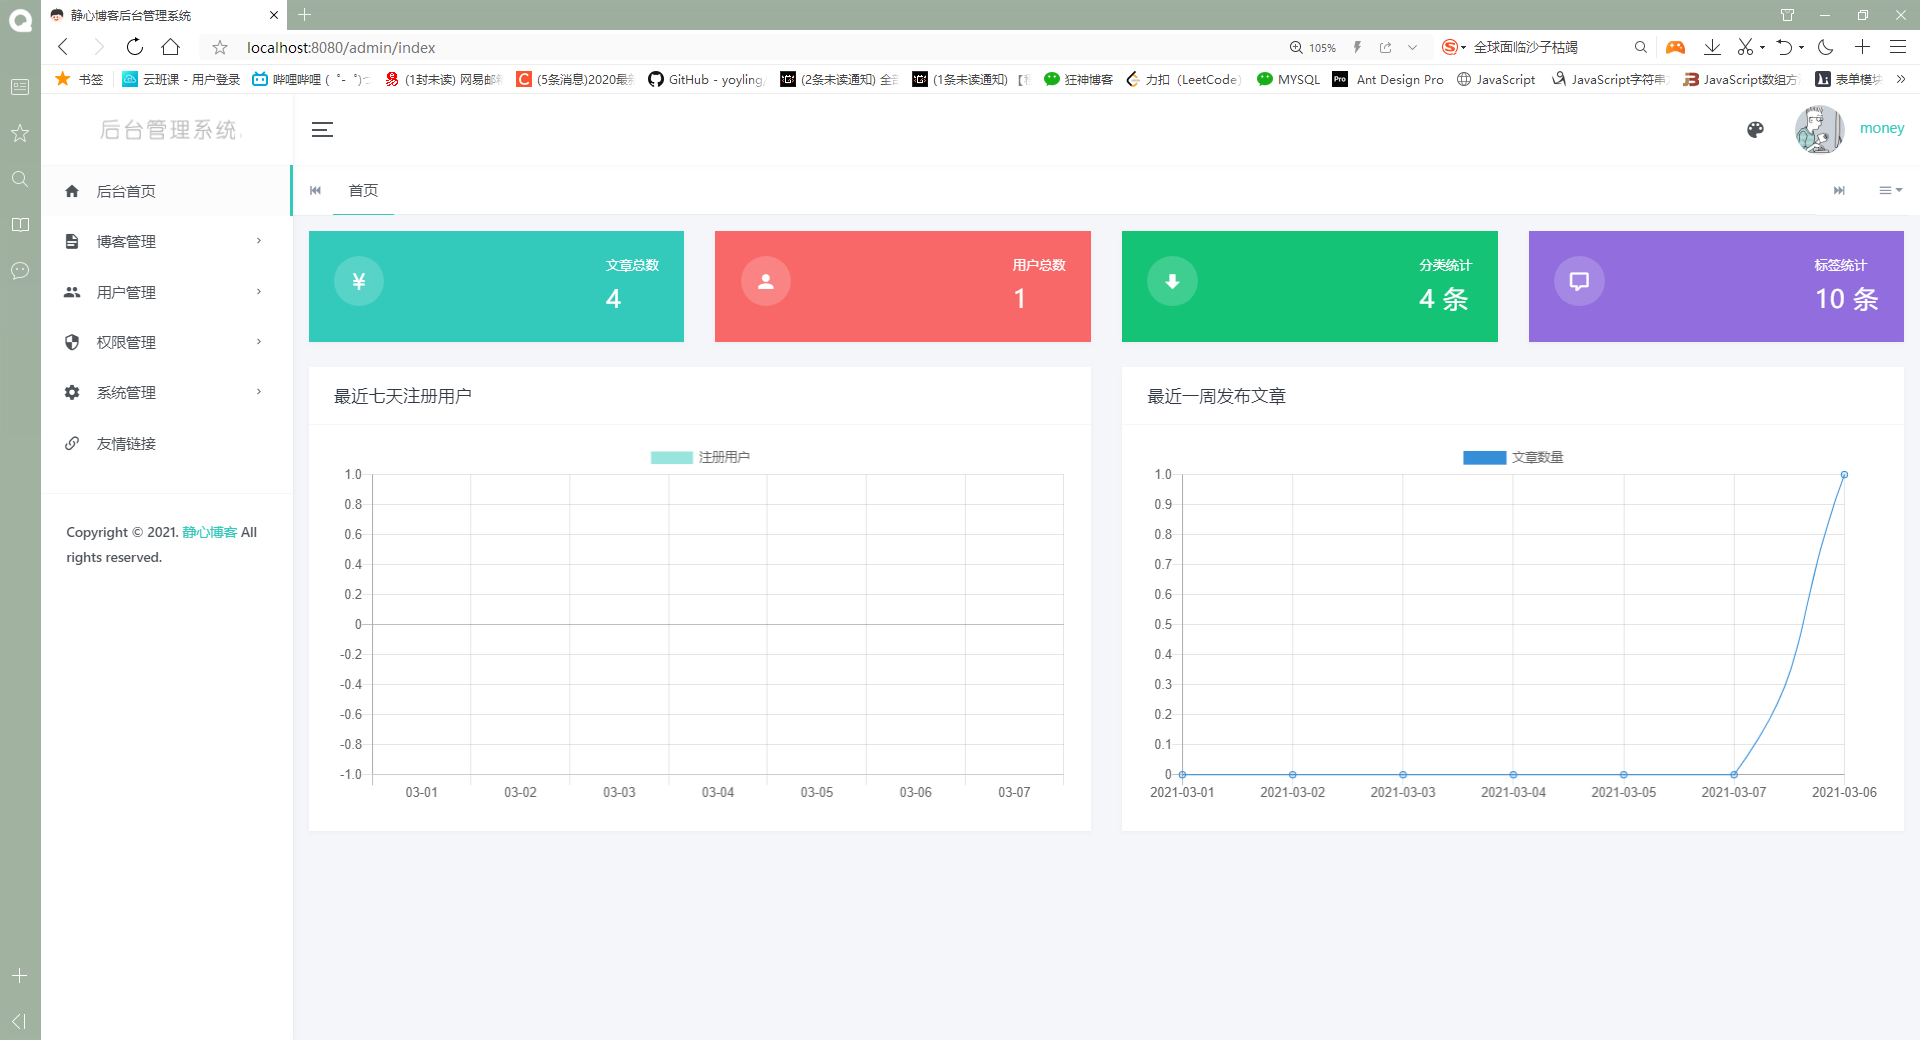 静心博客后台管理系统
localhost:8080/admin/index
105%
全球面临沙子枯竭
书签
云班课 - 用户登录
哔哩哔哩 ( ゜- ゜)つ
(1封未读) 网易邮
(5条消息)2020最
GitHub - yoyling
(2条未读通知)
(1条未读通知)
狂神博客
力扣（LeetCode）
MYSQL
Ant Design Pro
JavaScript
JavaScript字符串
JavaScript数组方
表单模块
后台管理系统
money
后台首页
博客管理
用户管理
权限管理
系统管理
友情链接
Copyright © 2021. 静心博客 All
rights reserved.
首页
文章总数
4
用户总数
1
分类统计
4 条
标签统计
10 条
最近七天注册用户
注册用户
1.0
0.8
0.6
0.4
0.2
0
-0.2
-0.4
-0.6
-0.8
-1.0
03-01 03-02 03-03 03-04 03-05 03-06 03-07
最近一周发布文章
文章数量
1.0
0.9
0.8
0.7
0.6
0.5
0.4
0.3
0.2
0.1
0
2021-03-01 2021-03-02 2021-03-03 2021-03-04 2021-03-05 2021-03-07 2021-03-06